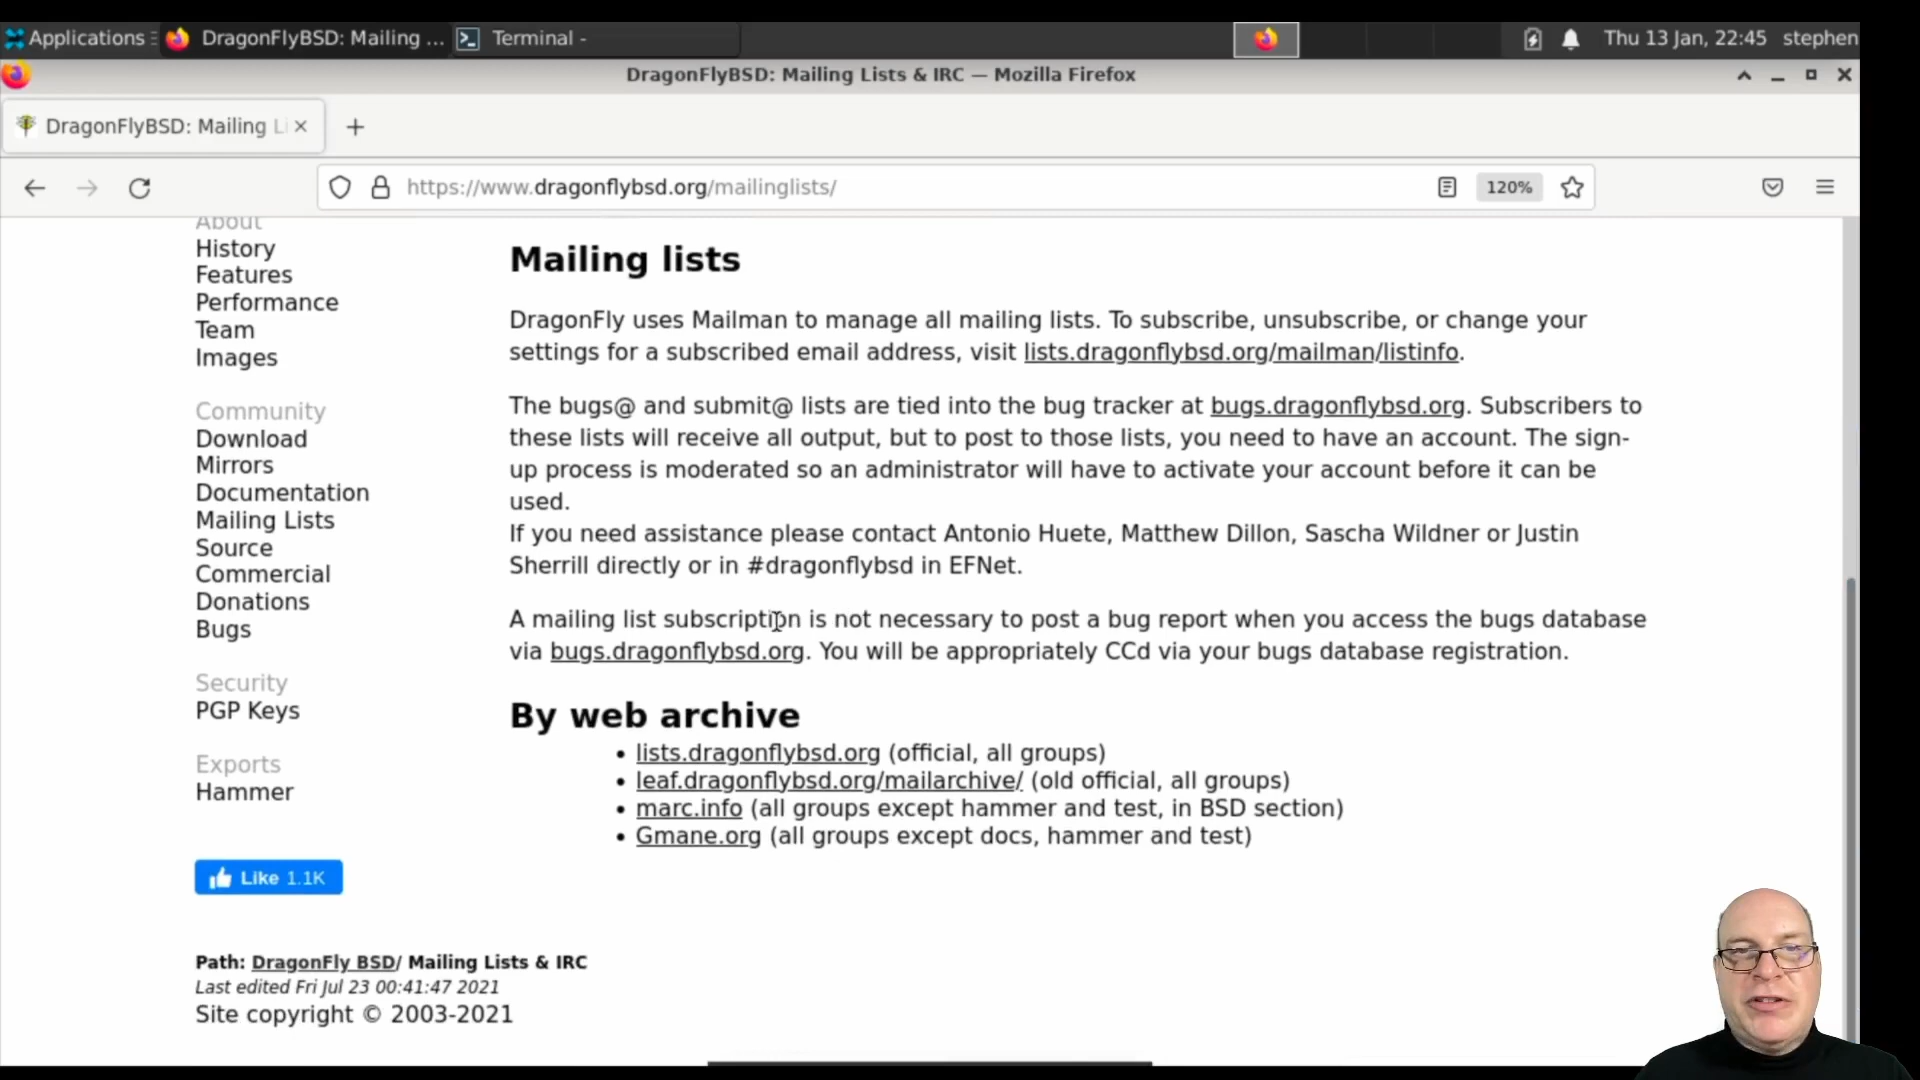 Applications
DragonFlyBSD: Mailing ...
Terminal -
Thu 13 Jan, 22:45
stephen
DragonFlyBSD: Mailing Lists & IRC — Mozilla Firefox
DragonFlyBSD: Mailing Li
https://www.dragonflybsd.org/mailinglists/
120%
About
History
Features
Performance
Team
Images
Community
Download
Mirrors
Documentation
Mailing Lists
Source
Commercial
Donations
Bugs
Security
PGP Keys
Exports
Hammer
Like 1.1K
Mailing lists
DragonFly uses Mailman to manage all mailing lists. To subscribe, unsubscribe, or change your
settings for a subscribed email address, visit lists.dragonflybsd.org/mailman/listinfo.
The bugs@ and submit@ lists are tied into the bug tracker at bugs.dragonflybsd.org. Subscribers to
these lists will receive all output, but to post to those lists, you need to have an account. The sign-
up process is moderated so an administrator will have to activate your account before it can be
used.
If you need assistance please contact Antonio Huete, Matthew Dillon, Sascha Wildner or Justin
Sherrill directly or in #dragonflybsd in EFNet.
A mailing list subscription is not necessary to post a bug report when you access the bugs database
via bugs.dragonflybsd.org. You will be appropriately CCd via your bugs database registration.
By web archive
• lists.dragonflybsd.org (official, all groups)
• leaf.dragonflybsd.org/mailarchive/ (old official, all groups)
• marc.info (all groups except hammer and test, in BSD section)
• Gmane.org (all groups except docs, hammer and test)
Path: DragonFly BSD/ Mailing Lists & IRC
Last edited Fri Jul 23 00:41:47 2021
Site copyright © 2003-2021